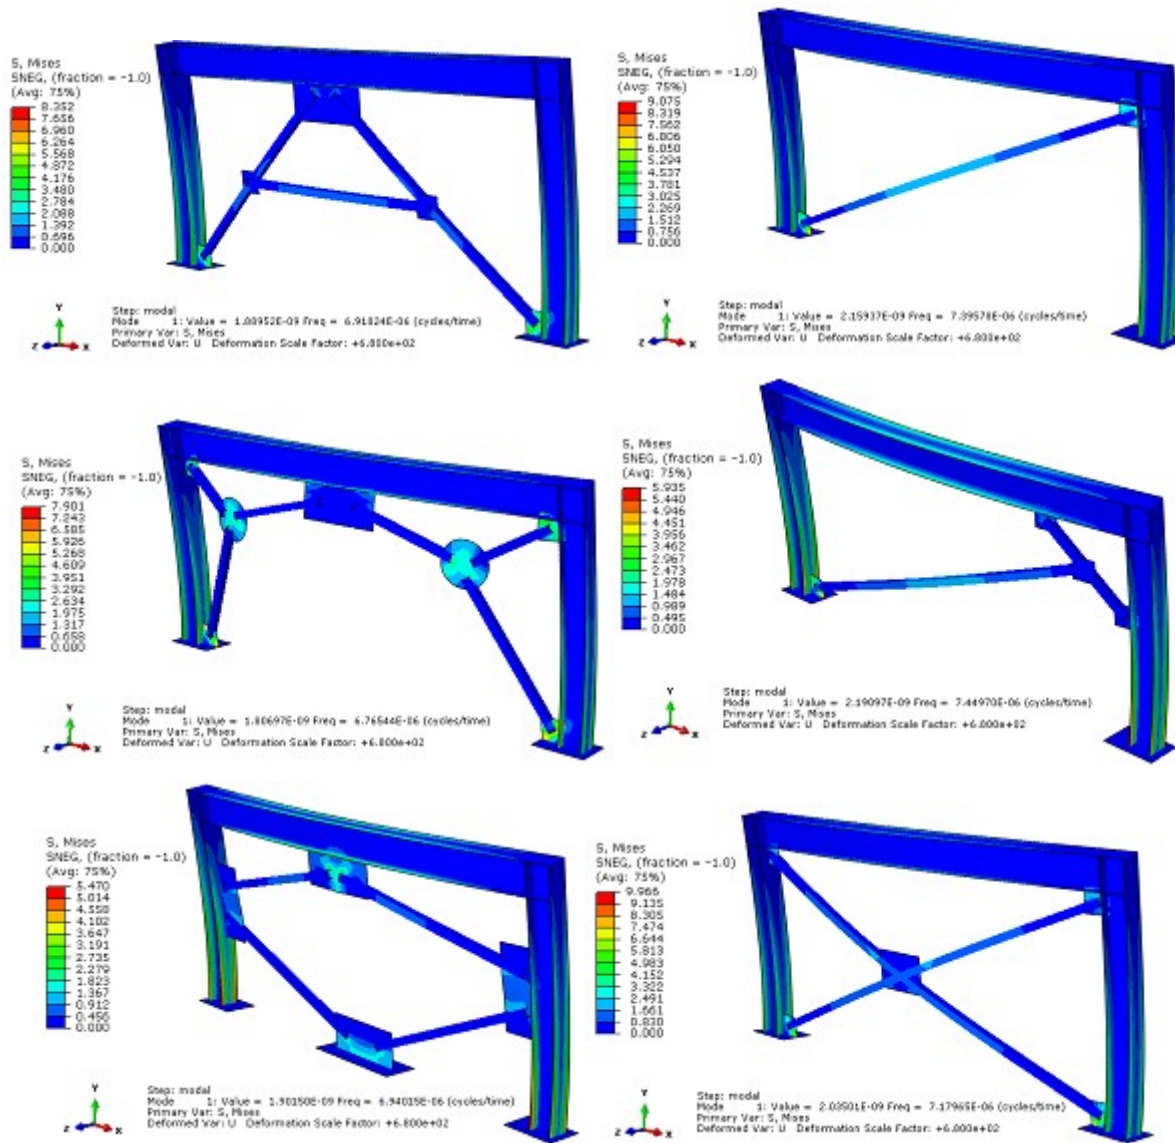 S, Mises
SNEG, (fraction = -1.0)
(Avg: 75%)
8.352
7.656
6.960
6.264
5.568
4.872
4.176
3.480
2.784
2.088
1.392
0.696
0.000
Y
Z X
Step: modal
Mode 1: Value = 1.88952E-09 Freq = 6.91824E-06 (cycles/time)
Primary Var: S, Mises
Deformed Var: U Deformation Scale Factor: +6.800e+02
S, Mises
SNEG, (fraction = -1.0)
(Avg: 75%)
9.075
8.319
7.562
6.806
6.050
5.294
4.537
3.781
3.025
2.269
1.512
0.756
0.000
Y
Z X
Step: modal
Mode 1: Value = 2.15937E-09 Freq = 7.39578E-06 (cycles/time)
Primary Var: S, Mises
Deformed Var: U Deformation Scale Factor: +6.800e+02
S, Mises
SNEG, (fraction = -1.0)
(Avg: 75%)
7.901
7.243
6.585
5.926
5.268
4.609
3.951
3.292
2.634
1.975
1.317
0.658
0.000
Y
Z X
Step: modal
Mode 1: Value = 1.80697E-09 Freq = 6.76544E-06 (cycles/time)
Primary Var: S, Mises
Deformed Var: U Deformation Scale Factor: +6.800e+02
S, Mises
SNEG, (fraction = -1.0)
(Avg: 75%)
5.935
5.440
4.946
4.451
3.956
3.462
2.967
2.473
1.978
1.484
0.989
0.495
0.000
Y
Z X
Step: modal
Mode 1: Value = 2.19097E-09 Freq = 7.44970E-06 (cycles/time)
Primary Var: S, Mises
Deformed Var: U Deformation Scale Factor: +6.800e+02
S, Mises
SNEG, (fraction = -1.0)
(Avg: 75%)
5.470
5.014
4.558
4.102
3.647
3.191
2.735
2.279
1.823
1.367
0.912
0.456
0.000
Y
Z X
Step: modal
Mode 1: Value = 1.90150E-09 Freq = 6.94015E-06 (cycles/time)
Primary Var: S, Mises
Deformed Var: U Deformation Scale Factor: +6.800e+02
S, Mises
SNEG, (fraction = -1.0)
(Avg: 75%)
9.966
9.135
8.305
7.474
6.644
5.813
4.983
4.152
3.322
2.491
1.661
0.830
0.000
Y
Z X
Step: modal
Mode 1: Value = 2.03501E-09 Freq = 7.17965E-06 (cycles/time)
Primary Var: S, Mises
Deformed Var: U Deformation Scale Factor: +6.800e+02